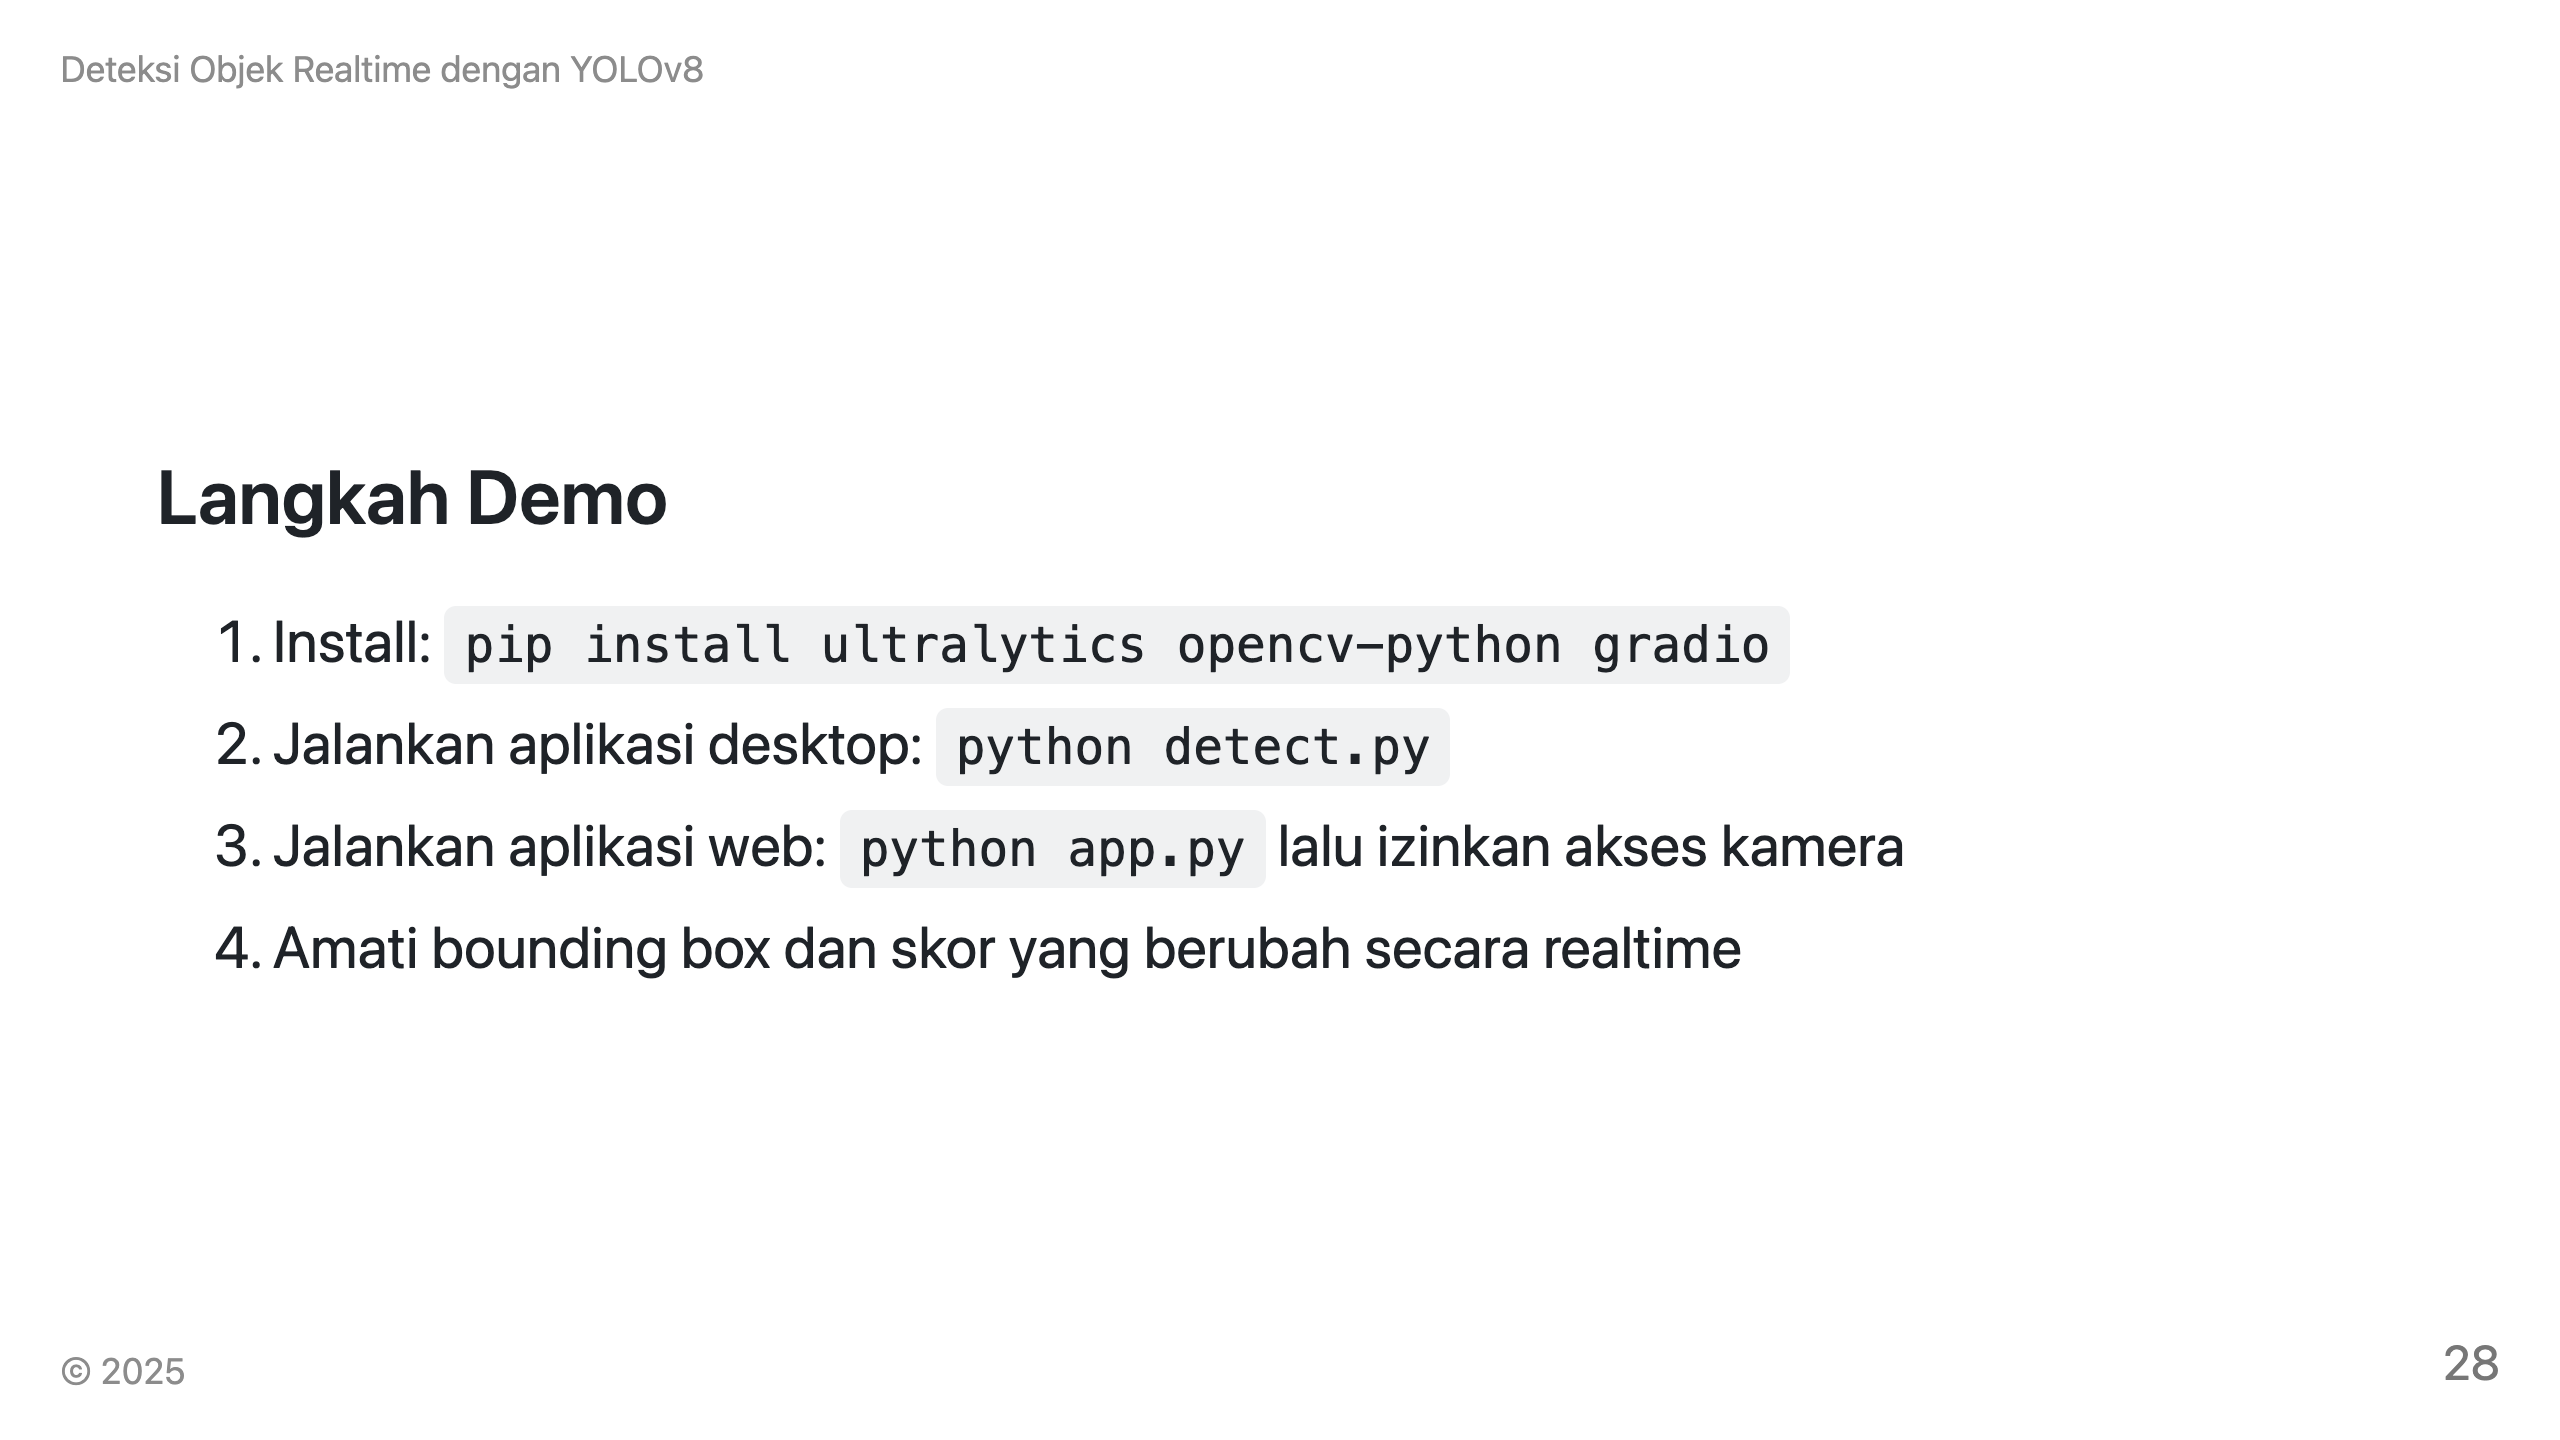 Deteksi Objek Realtime dengan YOLOv8
Langkah Demo
1. Install: pip install ultralytics opencv-python gradio
2. Jalankan aplikasi desktop: python detect.py
3. Jalankan aplikasi web: python app.py lalu izinkan akses kamera
4. Amati bounding box dan skor yang berubah secara realtime
© 2025
28